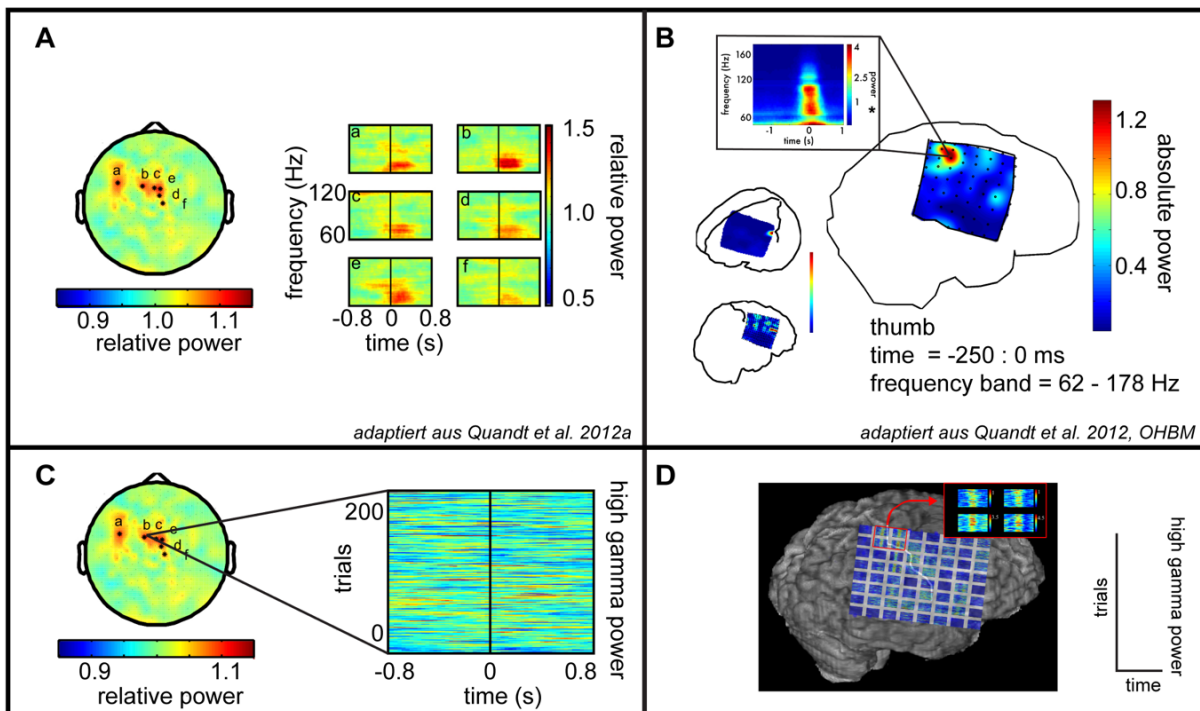 A
a
b
c
e
d
f
0.9
1.0
1.1
relative power
frequency (Hz)
120
60
a
b
c
d
e
f
-0.8
0
0.8
time (s)
1.5
1.0
0.5
relative power
adaptiert aus Quandt et al. 2012a
B
frequency (Hz)
160
120
60
-1
0
1
time (s)
4
2.5
1
power
*
1.2
0.8
0.4
absolute power
thumb
time = -250 : 0 ms
frequency band = 62 - 178 Hz
adaptiert aus Quandt et al. 2012, OHBM
C
a
b
c
e
d
f
0.9
1.1
relative power
trials
200
0
-0.8
0
0.8
time (s)
high gamma power
D
trials
time
high gamma power